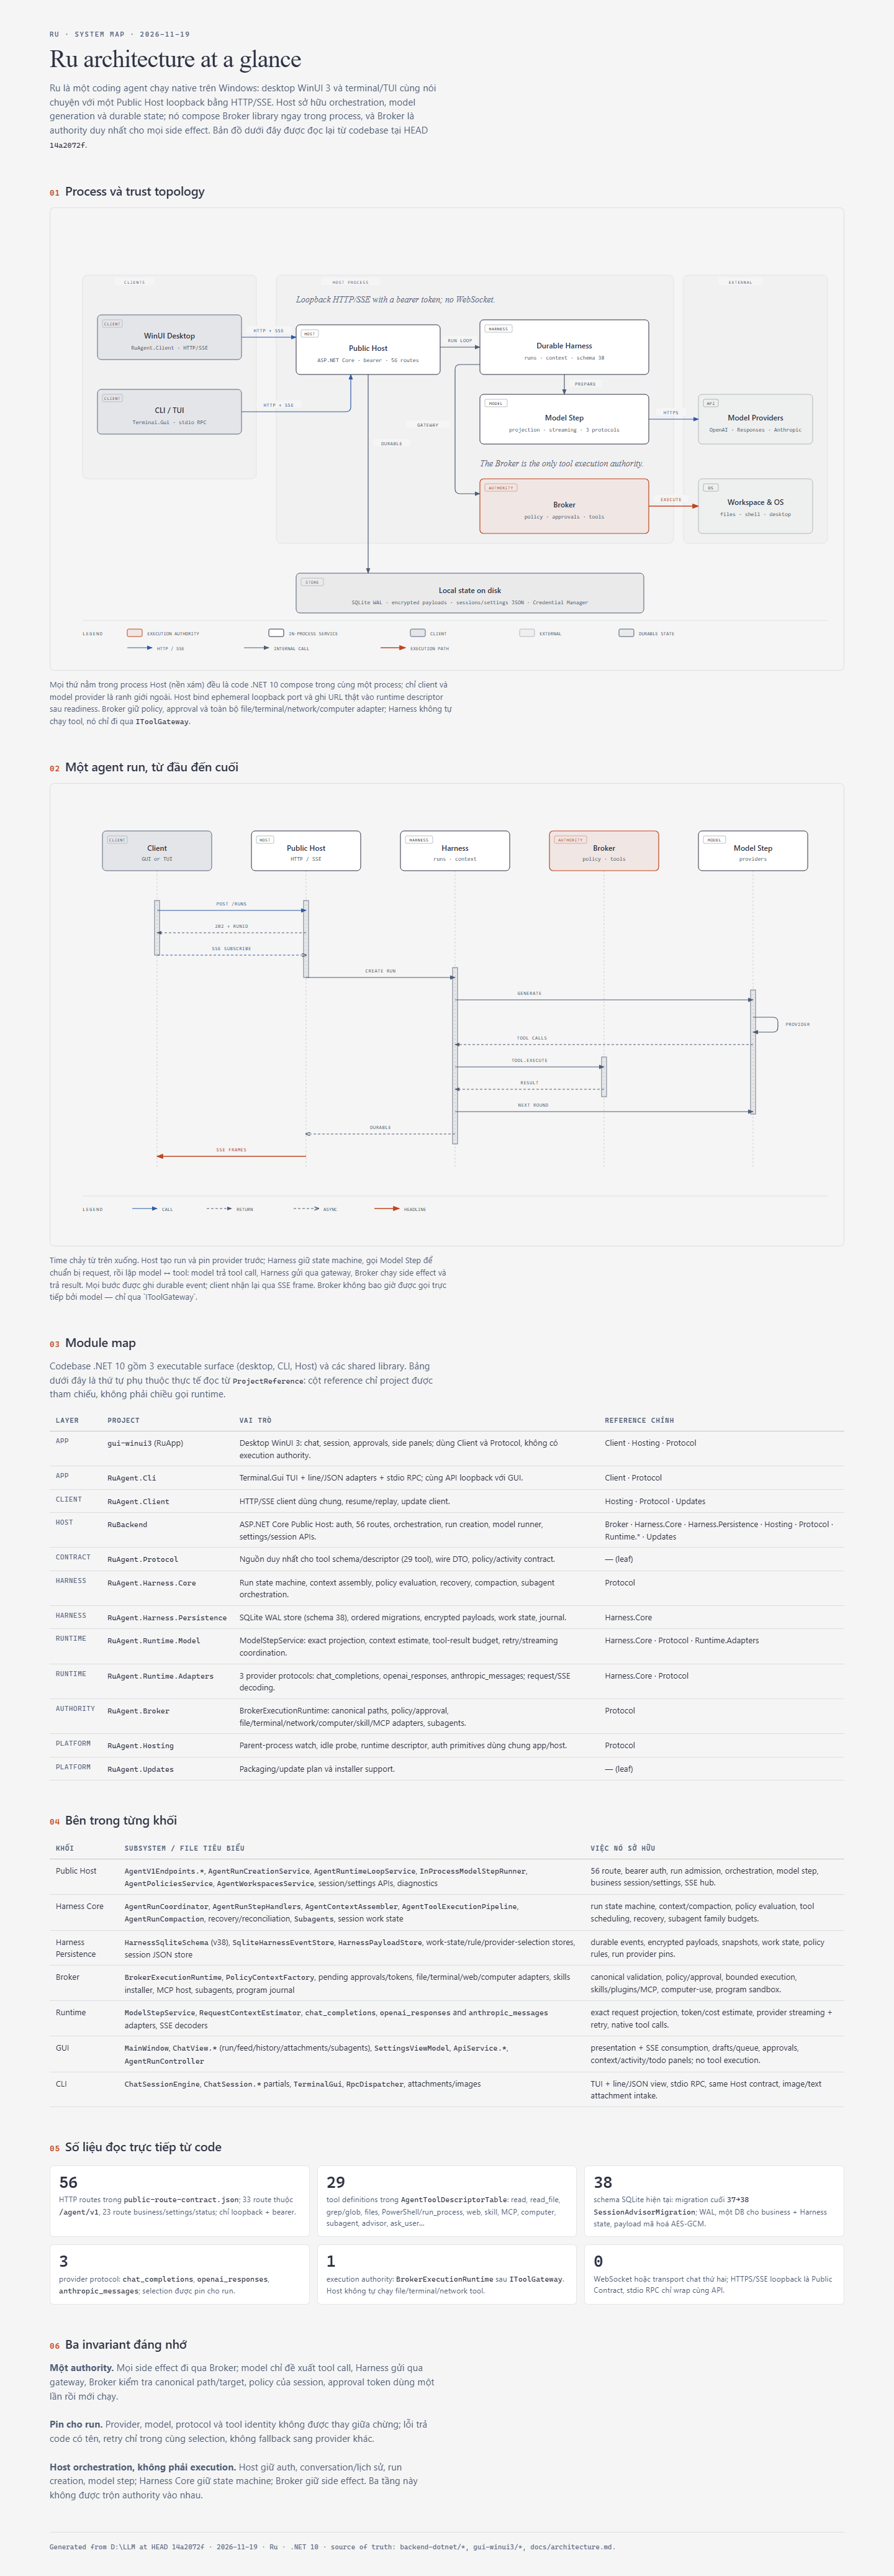 RU · SYSTEM MAP · 2026-11-19
Ru architecture at a glance
Ru là một coding agent chạy native trên Windows: desktop WinUI 3 và terminal/TUI cùng nói
chuyện với một Public Host loopback bằng HTTP/SSE. Host sở hữu orchestration, model
generation và durable state; nó compose Broker library ngay trong process, và Broker là
authority duy nhất cho mọi side effect. Bản đồ dưới đây được đọc lại từ codebase tại HEAD
14a2072f.
01 Process và trust topology
CLIENTS
HOST PROCESS
EXTERNAL
Loopback HTTP/SSE with a bearer token; no WebSocket.
CLIENT
WinUI Desktop
RuAgent.Client · HTTP/SSE
HTTP + SSE
HOST
Public Host
ASP.NET Core · bearer · 56 routes
RUN LOOP
HARNESS
Durable Harness
runs · context · schema 38
PREPARE
CLIENT
CLI / TUI
Terminal.Gui · stdio RPC
HTTP + SSE
GATEWAY
DURABLE
MODEL
Model Step
projection · streaming · 3 protocols
HTTPS
API
Model Providers
OpenAI · Responses · Anthropic
The Broker is the only tool execution authority.
AUTHORITY
Broker
policy · approvals · tools
EXECUTE
OS
Workspace & OS
files · shell · desktop
STORE
Local state on disk
SQLite WAL · encrypted payloads · sessions/settings JSON · Credential Manager
LEGEND
EXECUTION AUTHORITY
IN-PROCESS SERVICE
CLIENT
EXTERNAL
DURABLE STATE
HTTP / SSE
INTERNAL CALL
EXECUTION PATH
Mọi thứ nằm trong process Host (nền xám) đều là code .NET 10 compose trong cùng một process; chỉ client và
model provider là ranh giới ngoài. Host bind ephemeral loopback port và ghi URL thật vào runtime descriptor
sau readiness. Broker giữ policy, approval và toàn bộ file/terminal/network/computer adapter; Harness không tự
chạy tool, nó chỉ đi qua IToolGateway.
02 Một agent run, từ đầu đến cuối
CLIENT
Client
GUI or TUI
HOST
Public Host
HTTP / SSE
HARNESS
Harness
runs · context
AUTHORITY
Broker
policy · tools
MODEL
Model Step
providers
POST /RUNS
202 + RUNID
SSE SUBSCRIBE
CREATE RUN
GENERATE
PROVIDER
TOOL CALLS
TOOL.EXECUTE
RESULT
NEXT ROUND
DURABLE
SSE FRAMES
LEGEND
CALL
RETURN
ASYNC
HEADLINE
Time chảy từ trên xuống. Host tạo run và pin provider trước; Harness giữ state machine, gọi Model Step để
chuẩn bị request, rồi lặp model ↔ tool: model trả tool call, Harness gửi qua gateway, Broker chạy side effect và
trả result. Mọi bước được ghi durable event; client nhận lại qua SSE frame. Broker không bao giờ được gọi trực
tiếp bởi model — chỉ qua `IToolGateway`.
03 Module map
Codebase .NET 10 gồm 3 executable surface (desktop, CLI, Host) và các shared library. Bảng
dưới đây là thứ tự phụ thuộc thực tế đọc từ ProjectReference: cột reference chỉ project được
tham chiếu, không phải chiều gọi runtime.
LAYER PROJECT VAI TRÒ REFERENCE CHÍNH
APP gui-winui3 (RuApp) Desktop WinUI 3: chat, session, approvals, side panels; dùng Client và Protocol, không có Client · Hosting · Protocol
execution authority.
APP RuAgent.Cli Terminal.Gui TUI + line/JSON adapters + stdio RPC; cùng API loopback với GUI. Client · Protocol
CLIENT RuAgent.Client HTTP/SSE client dùng chung, resume/replay, update client. Hosting · Protocol · Updates
HOST RuBackend ASP.NET Core Public Host: auth, 56 routes, orchestration, run creation, model runner, Broker · Harness.Core · Harness.Persistence · Hosting · Protocol ·
settings/session APIs. Runtime.* · Updates
CONTRACT RuAgent.Protocol Nguồn duy nhất cho tool schema/descriptor (29 tool), wire DTO, policy/activity contract. — (leaf)
HARNESS RuAgent.Harness.Core Run state machine, context assembly, policy evaluation, recovery, compaction, subagent Protocol
orchestration.
HARNESS RuAgent.Harness.Persistence SQLite WAL store (schema 38), ordered migrations, encrypted payloads, work state, journal. Harness.Core
RUNTIME RuAgent.Runtime.Model ModelStepService: exact projection, context estimate, tool-result budget, retry/streaming Harness.Core · Protocol · Runtime.Adapters
coordination.
RUNTIME RuAgent.Runtime.Adapters 3 provider protocols: chat_completions, openai_responses, anthropic_messages; request/SSE Harness.Core · Protocol
decoding.
AUTHORITY RuAgent.Broker BrokerExecutionRuntime: canonical paths, policy/approval, Protocol
file/terminal/network/computer/skill/MCP adapters, subagents.
PLATFORM RuAgent.Hosting Parent-process watch, idle probe, runtime descriptor, auth primitives dùng chung app/host. Protocol
PLATFORM RuAgent.Updates Packaging/update plan và installer support. — (leaf)
04 Bên trong từng khối
KHỐI SUBSYSTEM / FILE TIÊU BIỂU VIỆC NÓ SỞ HỮU
Public Host AgentV1Endpoints.*, AgentRunCreationService, AgentRuntimeLoopService, InProcessModelStepRunner, 56 route, bearer auth, run admission, orchestration, model step,
AgentPoliciesService, AgentWorkspacesService, session/settings APIs, diagnostics business session/settings, SSE hub.
Harness Core AgentRunCoordinator, AgentRunStepHandlers, AgentContextAssembler, AgentToolExecutionPipeline, run state machine, context/compaction, policy evaluation, tool
AgentRunCompaction, recovery/reconciliation, Subagents, session work state scheduling, recovery, subagent family budgets.
Harness HarnessSqliteSchema (v38), SqliteHarnessEventStore, HarnessPayloadStore, work-state/rule/provider-selection stores, durable events, encrypted payloads, snapshots, work state, policy
Persistence session JSON store rules, run provider pins.
Broker BrokerExecutionRuntime, PolicyContextFactory, pending approvals/tokens, file/terminal/web/computer adapters, skills canonical validation, policy/approval, bounded execution,
installer, MCP host, subagents, program journal skills/plugins/MCP, computer-use, program sandbox.
Runtime ModelStepService, RequestContextEstimator, chat_completions, openai_responses and anthropic_messages exact request projection, token/cost estimate, provider streaming +
adapters, SSE decoders retry, native tool calls.
GUI MainWindow, ChatView.* (run/feed/history/attachments/subagents), SettingsViewModel, ApiService.*, presentation + SSE consumption, drafts/queue, approvals,
AgentRunController context/activity/todo panels; no tool execution.
CLI ChatSessionEngine, ChatSession.* partials, TerminalGui, RpcDispatcher, attachments/images TUI + line/JSON view, stdio RPC, same Host contract, image/text
attachment intake.
05 Số liệu đọc trực tiếp từ code
56
HTTP routes trong public-route-contract.json; 33 route thuộc
/agent/v1, 23 route business/settings/status; chỉ loopback + bearer.
29
tool definitions trong AgentToolDescriptorTable: read, read_file,
grep/glob, files, PowerShell/run_process, web, skill, MCP, computer,
subagent, advisor, ask_user...
38
schema SQLite hiện tại: migration cuối 37→38
SessionAdvisorMigration; WAL, một DB cho business + Harness
state, payload mã hoá AES-GCM.
3
provider protocol: chat_completions, openai_responses,
anthropic_messages; selection được pin cho run.
1
execution authority: BrokerExecutionRuntime sau IToolGateway.
Host không tự chạy file/terminal/network tool.
0
WebSocket hoặc transport chat thứ hai; HTTPS/SSE loopback là Public
Contract, stdio RPC chỉ wrap cùng API.
06 Ba invariant đáng nhớ
Một authority. Mọi side effect đi qua Broker; model chỉ đề xuất tool call, Harness gửi qua
gateway, Broker kiểm tra canonical path/target, policy của session, approval token dùng một
lần rồi mới chạy.
Pin cho run. Provider, model, protocol và tool identity không được thay giữa chừng; lỗi trả
code có tên, retry chỉ trong cùng selection, không fallback sang provider khác.
Host orchestration, không phải execution. Host giữ auth, conversation/lịch sử, run
creation, model step; Harness Core giữ state machine; Broker giữ side effect. Ba tầng này
không được trộn authority vào nhau.
Generated from D:\LLM at HEAD 14a2072f · 2026-11-19 · Ru · .NET 10 · source of truth: backend-dotnet/*, gui-winui3/*, docs/architecture.md.